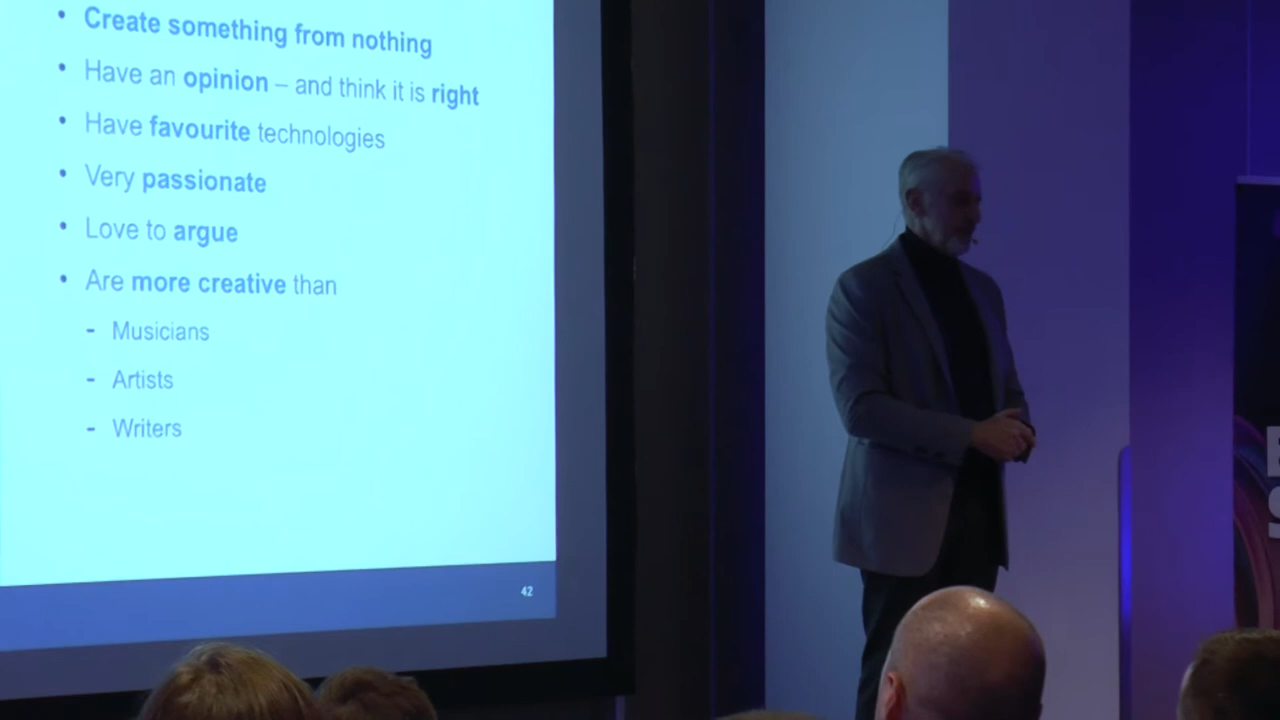 • Create something from nothing
• Have an opinion – and think it is right
• Have favourite technologies
• Very passionate
• Love to argue
• Are more creative than
- Musicians
- Artists
- Writers
42